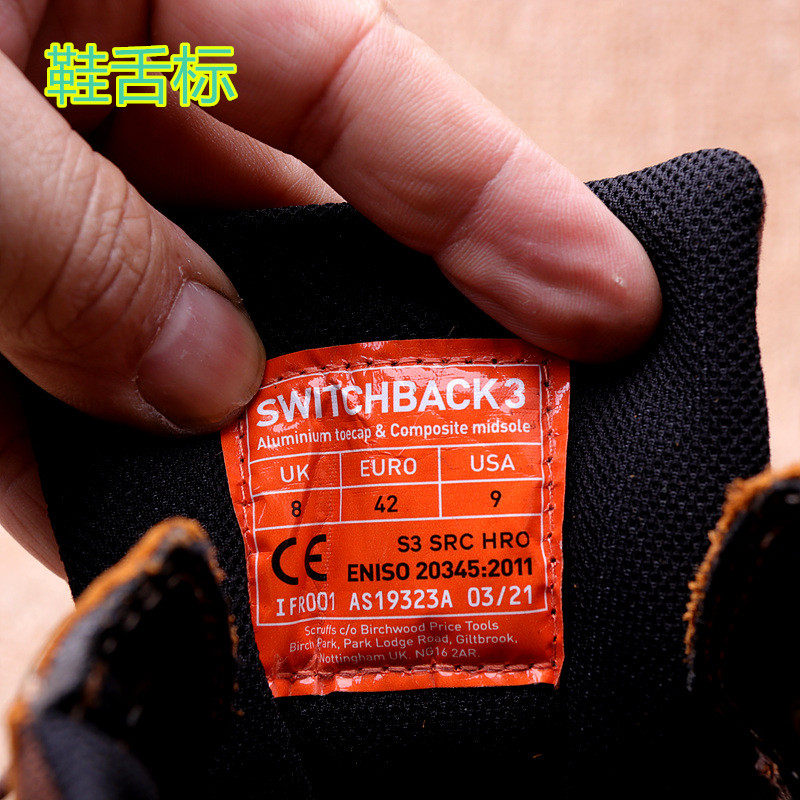 鞋舌标
SWITCHBACK 3
Aluminium toecap & Composite midsole
UK EURO USA
8 42 9
CE S3 SRC HRO
ENISO 20345:2011
IFR001 AS19323A 03/21
Scruffs c/o Birchwood Price Tools
Birch Park, Park Lodge Road, Giltbrook,
Nottingham UK. NG16 2AR.